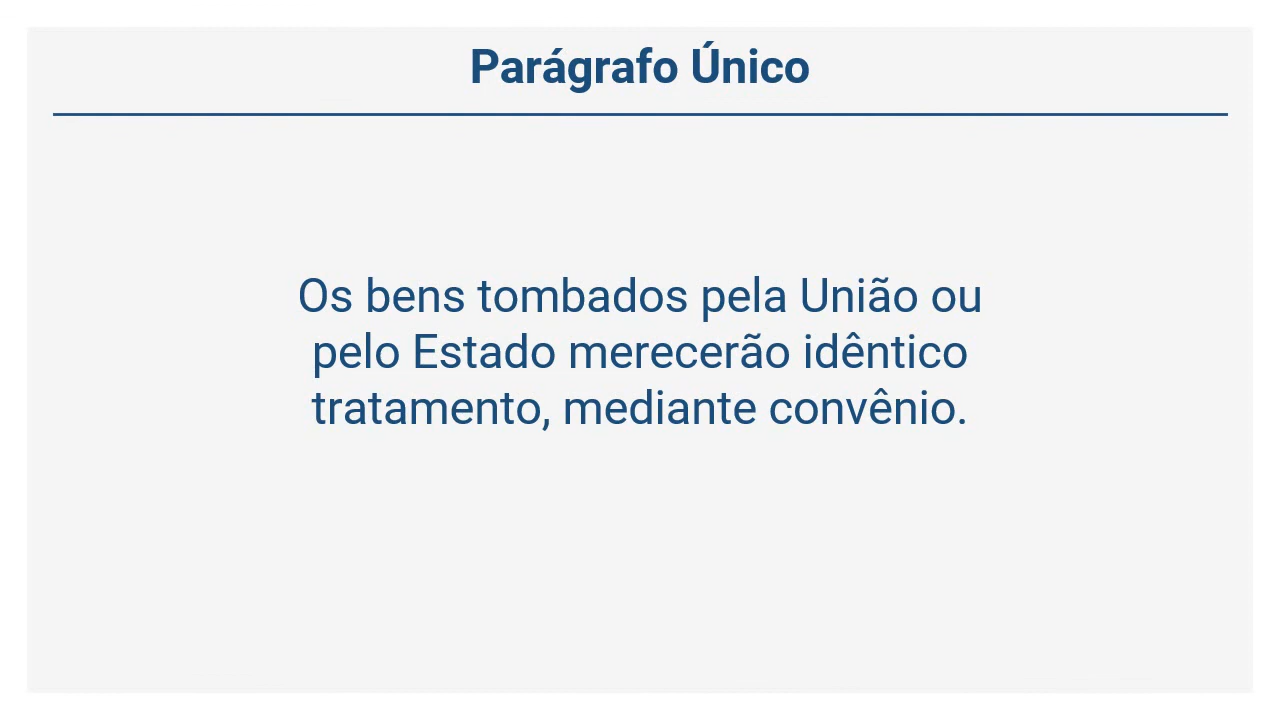 Parágrafo Único
Os bens tombados pela União ou
pelo Estado merecerão idêntico
tratamento, mediante convênio.